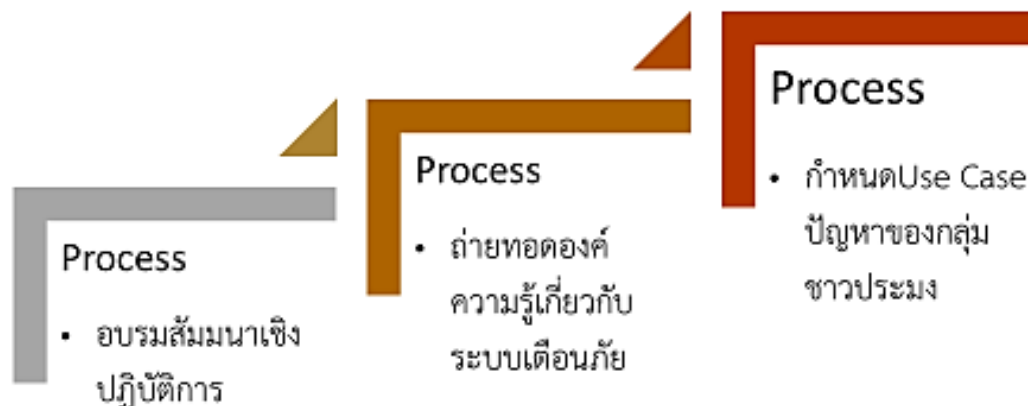 Process
• อบรมสัมมนาเชิง
ปฏิบัติการ
Process
• ถ่ายทอดองค์
ความรู้เกี่ยวกับ
ระบบเตือนภัย
Process
• กำหนดUse Case
ปัญหาของกลุ่ม
ชาวประมง